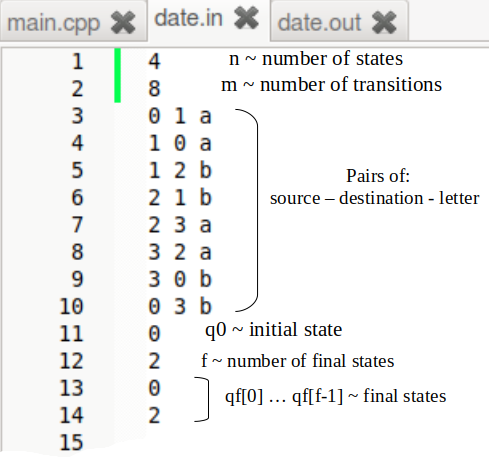 main.cpp date.in date.out
1 4 n ~ number of states
2 8 m ~ number of transitions
3 0 1 a
4 1 0 a
5 1 2 b Pairs of:
6 2 1 b source – destination - letter
7 2 3 a
8 3 2 a
9 3 0 b
10 0 3 b
11 0 q0 ~ initial state
12 2 f ~ number of final states
13 0 qf[0] … qf[f-1] ~ final states
14 2
15